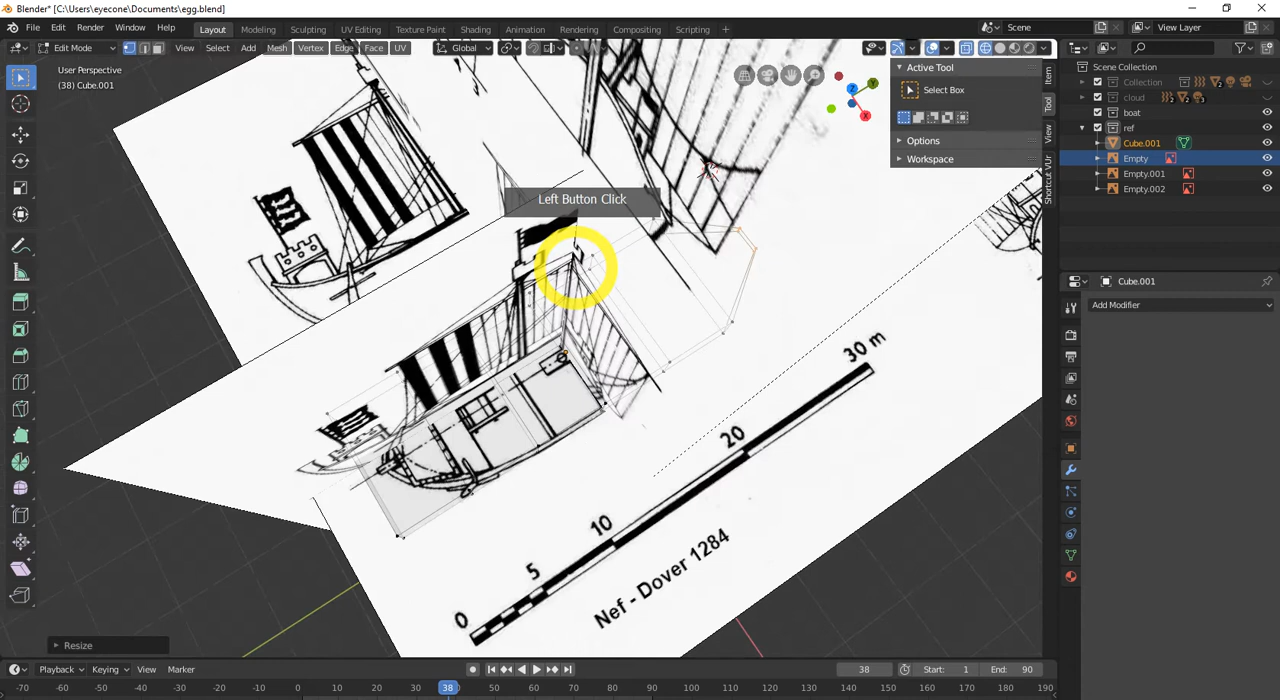 Blender* [C:\Users\eyecone\Documents\egg.blend]
File Edit Render Window Help Layout Modeling Sculpting UV Editing Texture Paint Shading Animation Rendering Compositing Scripting + Scene View Layer
Edit Mode View Select Add Mesh Vertex Edge Face UV Global
User Perspective
(38) Cube.001
Active Tool
Select Box
Options
Workspace
Item
Tool
View
Shortcut VUr
Z
Y
X
Scene Collection
Collection
cloud
boat
ref
Cube.001
Empty
Empty.001
Empty.002
Cube.001
Add Modifier
Left Button Click
0 5 10 20 30 m
Nef - Dover 1284
Resize
Playback Keying View Marker 38 Start: 1 End: 90
-70 -60 -50 -40 -30 -20 -10 0 10 20 30 38 50 60 70 80 90 100 110 120 130 140 150 160 170 180 190